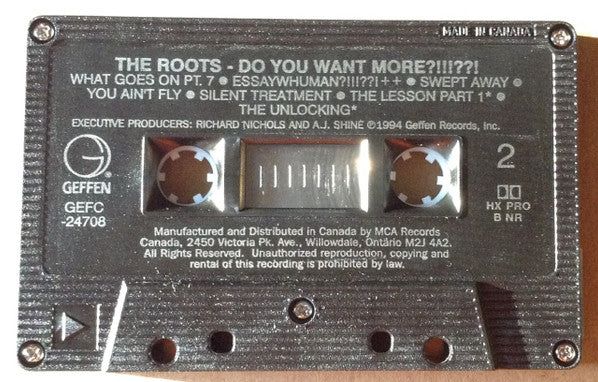 MADE IN CANADA
THE ROOTS - DO YOU WANT MORE?!!!??!
WHAT GOES ON PT. 7 ● ESSAYWHUMAN?!!!??!++ ● SWEPT AWAY ●
YOU AIN'T FLY ● SILENT TREATMENT ● THE LESSON PART 1* ●
THE UNLOCKING*
EXECUTIVE PRODUCERS: RICHARD NICHOLS AND A.J. SHINE ℗1994 Geffen Records, Inc.
G
GEFFEN
GEFC
-24708
2
HX PRO
B NR
Manufactured and Distributed in Canada by MCA Records
Canada, 2450 Victoria Pk. Ave., Willowdale, Ontario M2J 4A2.
All Rights Reserved. Unauthorized reproduction, copying and
rental of this recording is prohibited by law.